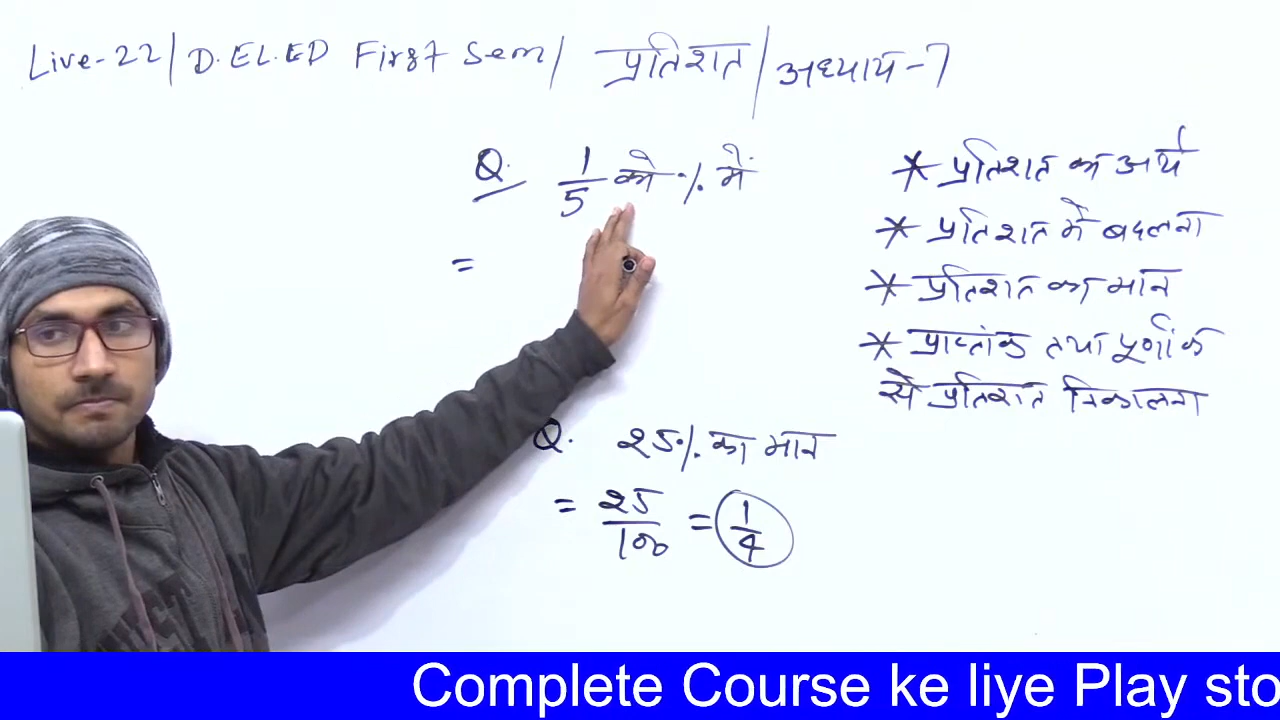 Live-22/ D.EL.ED First Sem/ प्रतिशत/ अध्याय-7
Q. 1/5 को % में
=
* प्रतिशत का अर्थ
* प्रतिशत में बदलना
* प्रतिशत का मान
* प्राप्तांक तथा पूर्णांक
से प्रतिशत निकालना
Q. 25% का मान
= 25/100 = 1/4
Complete Course ke liye Play sto